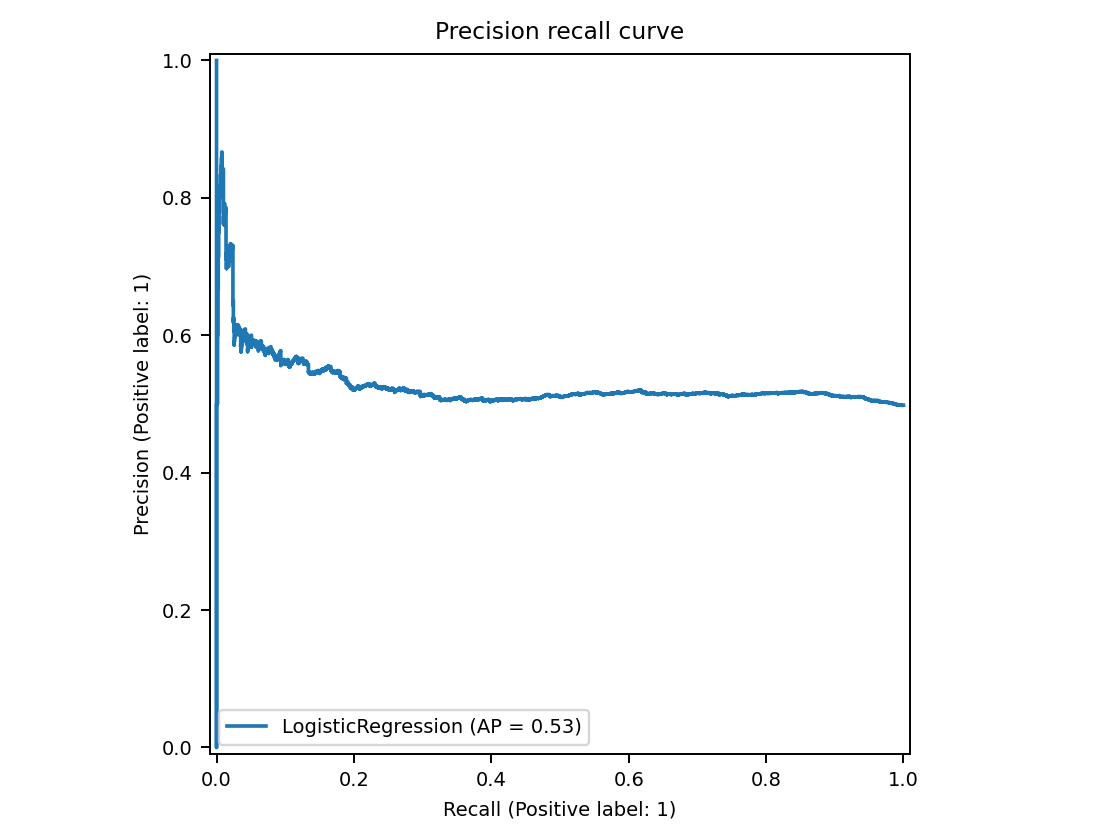 Precision recall curve
1.0
0.8
0.6
0.4
0.2
0.0
Precision (Positive label: 1)
LogisticRegression (AP = 0.53)
0.0 0.2 0.4 0.6 0.8 1.0
Recall (Positive label: 1)